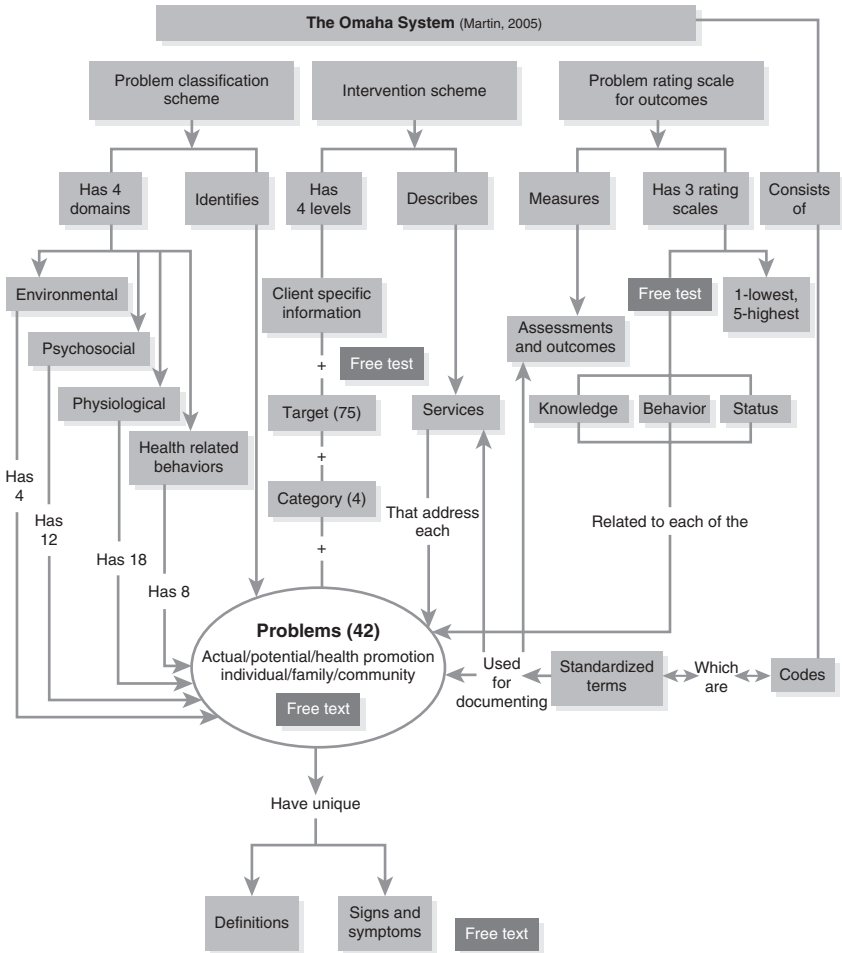 The Omaha System (Martin, 2005)
Problem classification
scheme
Intervention scheme
Problem rating scale
for outcomes
Has 4
domains
Identifies
Has
4 levels
Describes
Measures
Has 3 rating
scales
Consists
of
Environmental
Psychosocial
Physiological
Health related
behaviors
Client specific
information
+
Free test
Target (75)
+
Category (4)
+
Services
Assessments
and outcomes
Free test
1-lowest,
5-highest
Knowledge
Behavior
Status
Has
4
Has
12
Has 18
Has 8
That address
each
Related to each of the
Problems (42)
Actual/potential/health promotion
individual/family/community
Free text
Used
for
documenting
Standardized
terms
Which
are
Codes
Have unique
Definitions
Signs and
symptoms
Free text